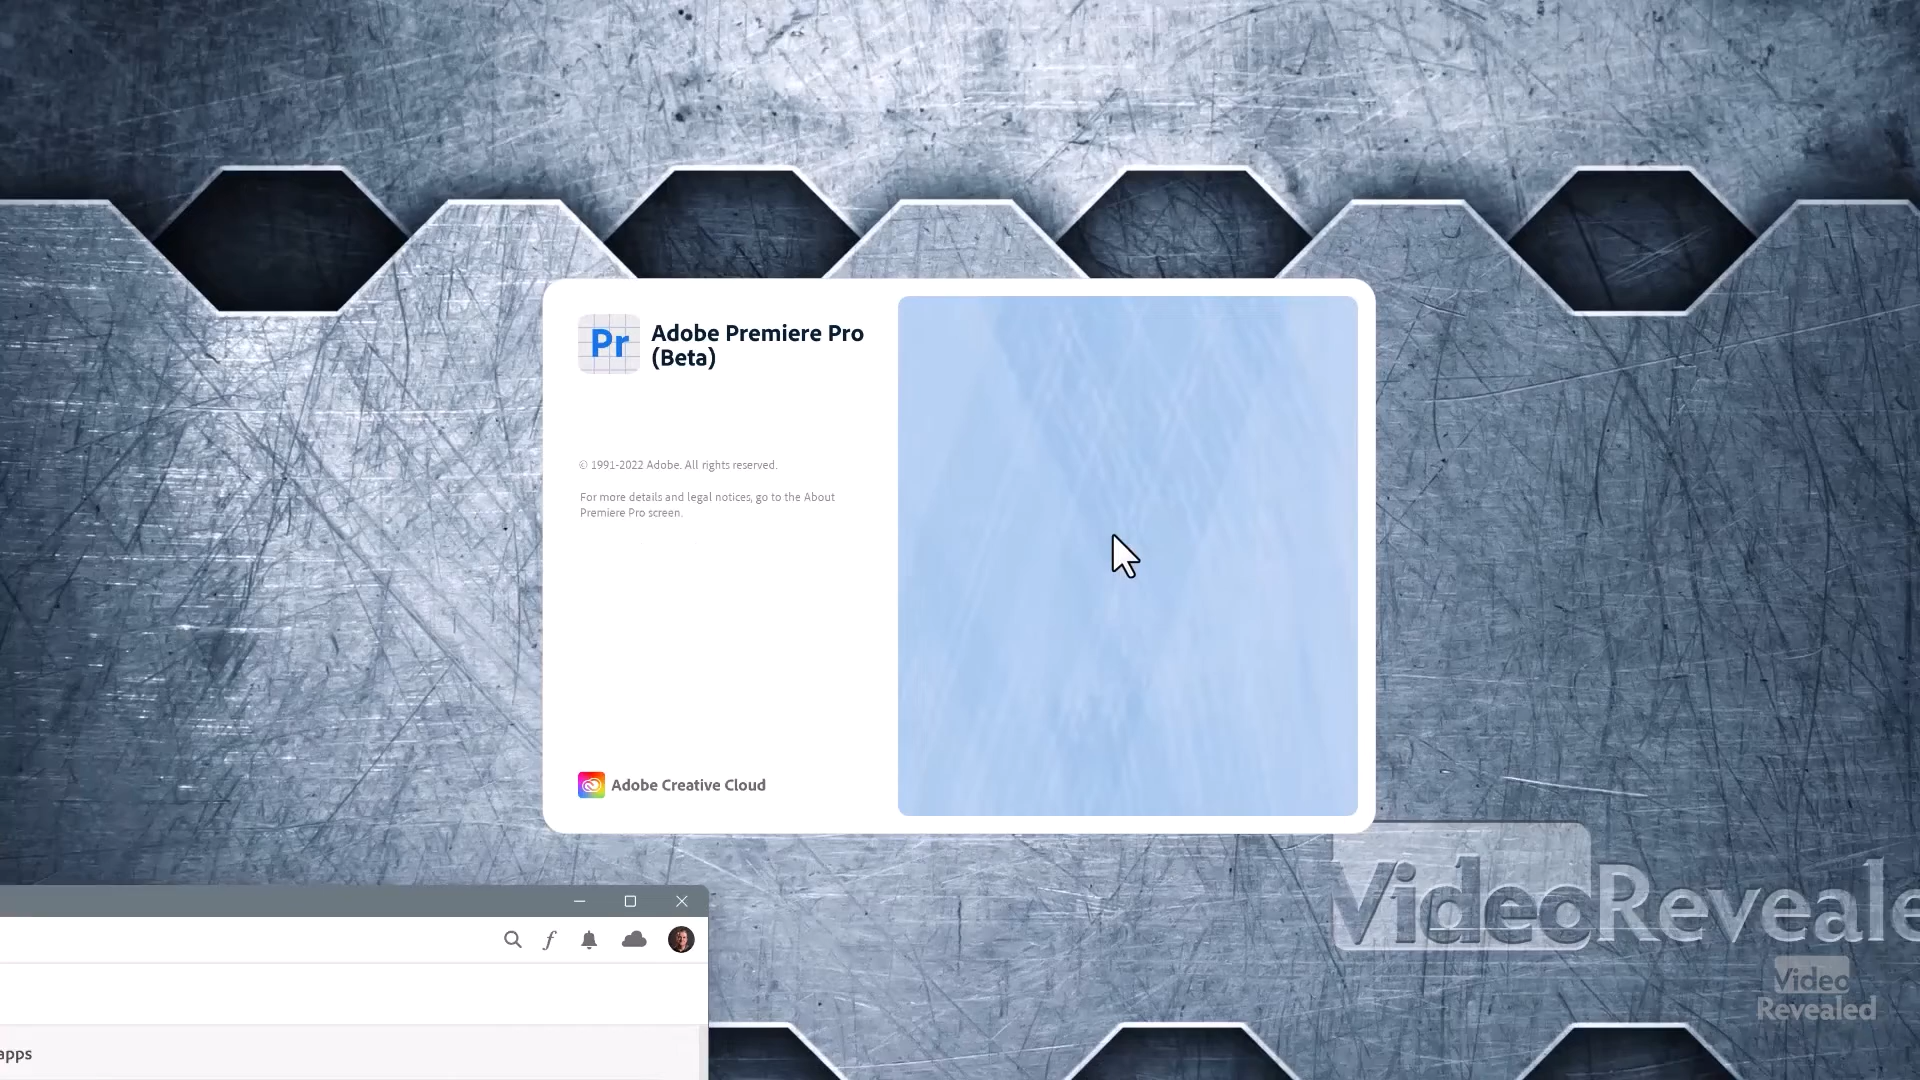 Pr
Adobe Premiere Pro
(Beta)
© 1991-2022 Adobe. All rights reserved.
For more details and legal notices, go to the About
Premiere Pro screen.
Adobe Creative Cloud
VideoReveale
f
Video
Revealed
apps